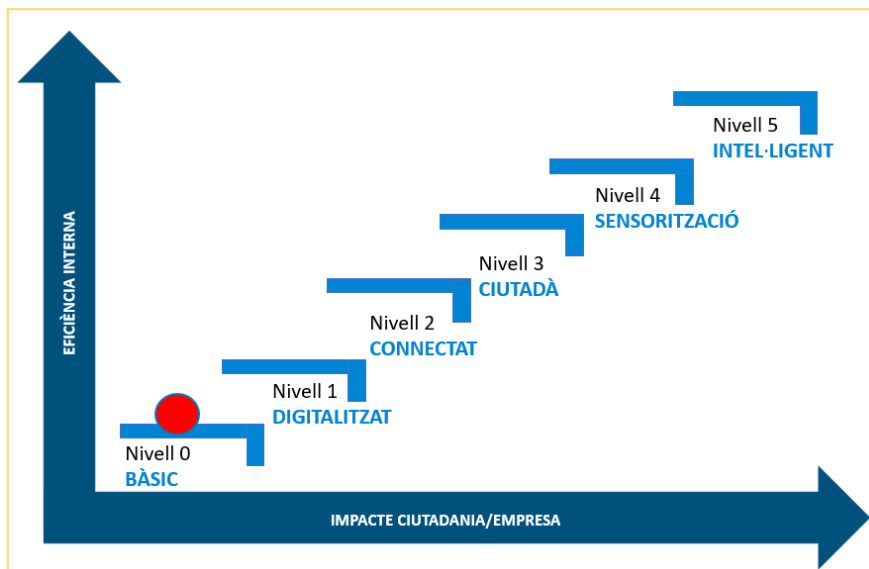 Nivell 5
INTEL·LIGENT
Nivell 4
SENSORITZACIÓ
Nivell 3
CIUTADÀ
Nivell 2
CONNECTAT
Nivell 1
DIGITALITZAT
Nivell 0
BÀSIC
EFICIÈNCIA INTERNA
IMPACTE CIUTADANIA/EMPRESA